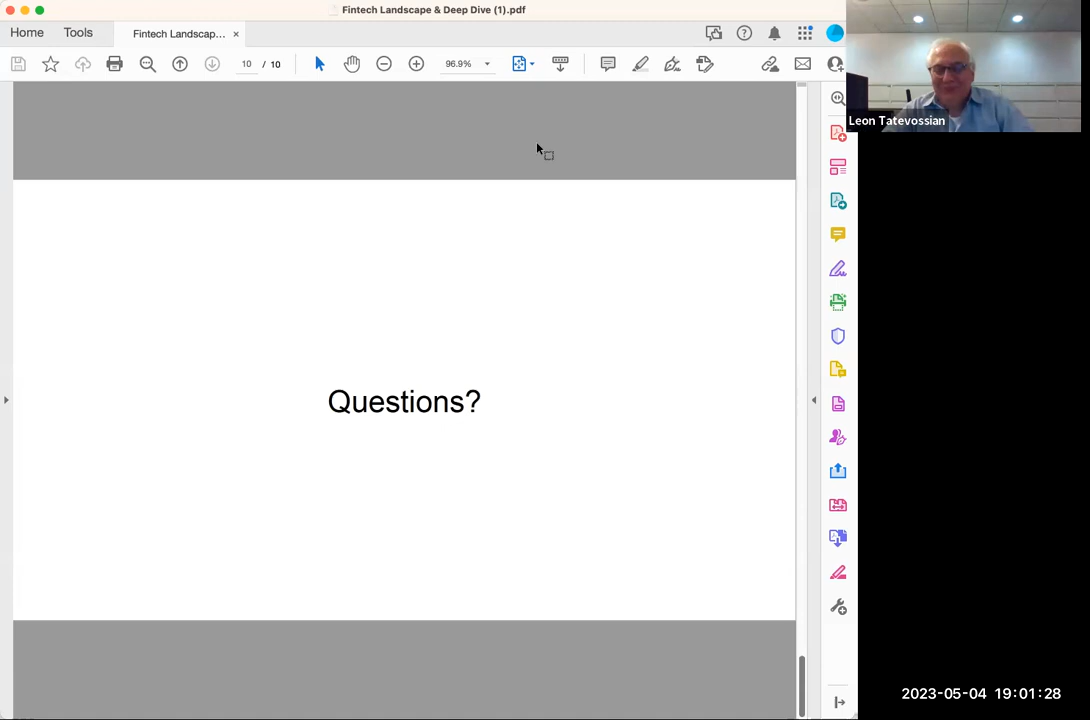 Fintech Landscape & Deep Dive (1).pdf
Home
Tools
Fintech Landscap... ×
10 / 10
96.9%
Leon Tatevossian
Questions?
2023-05-04 19:01:28